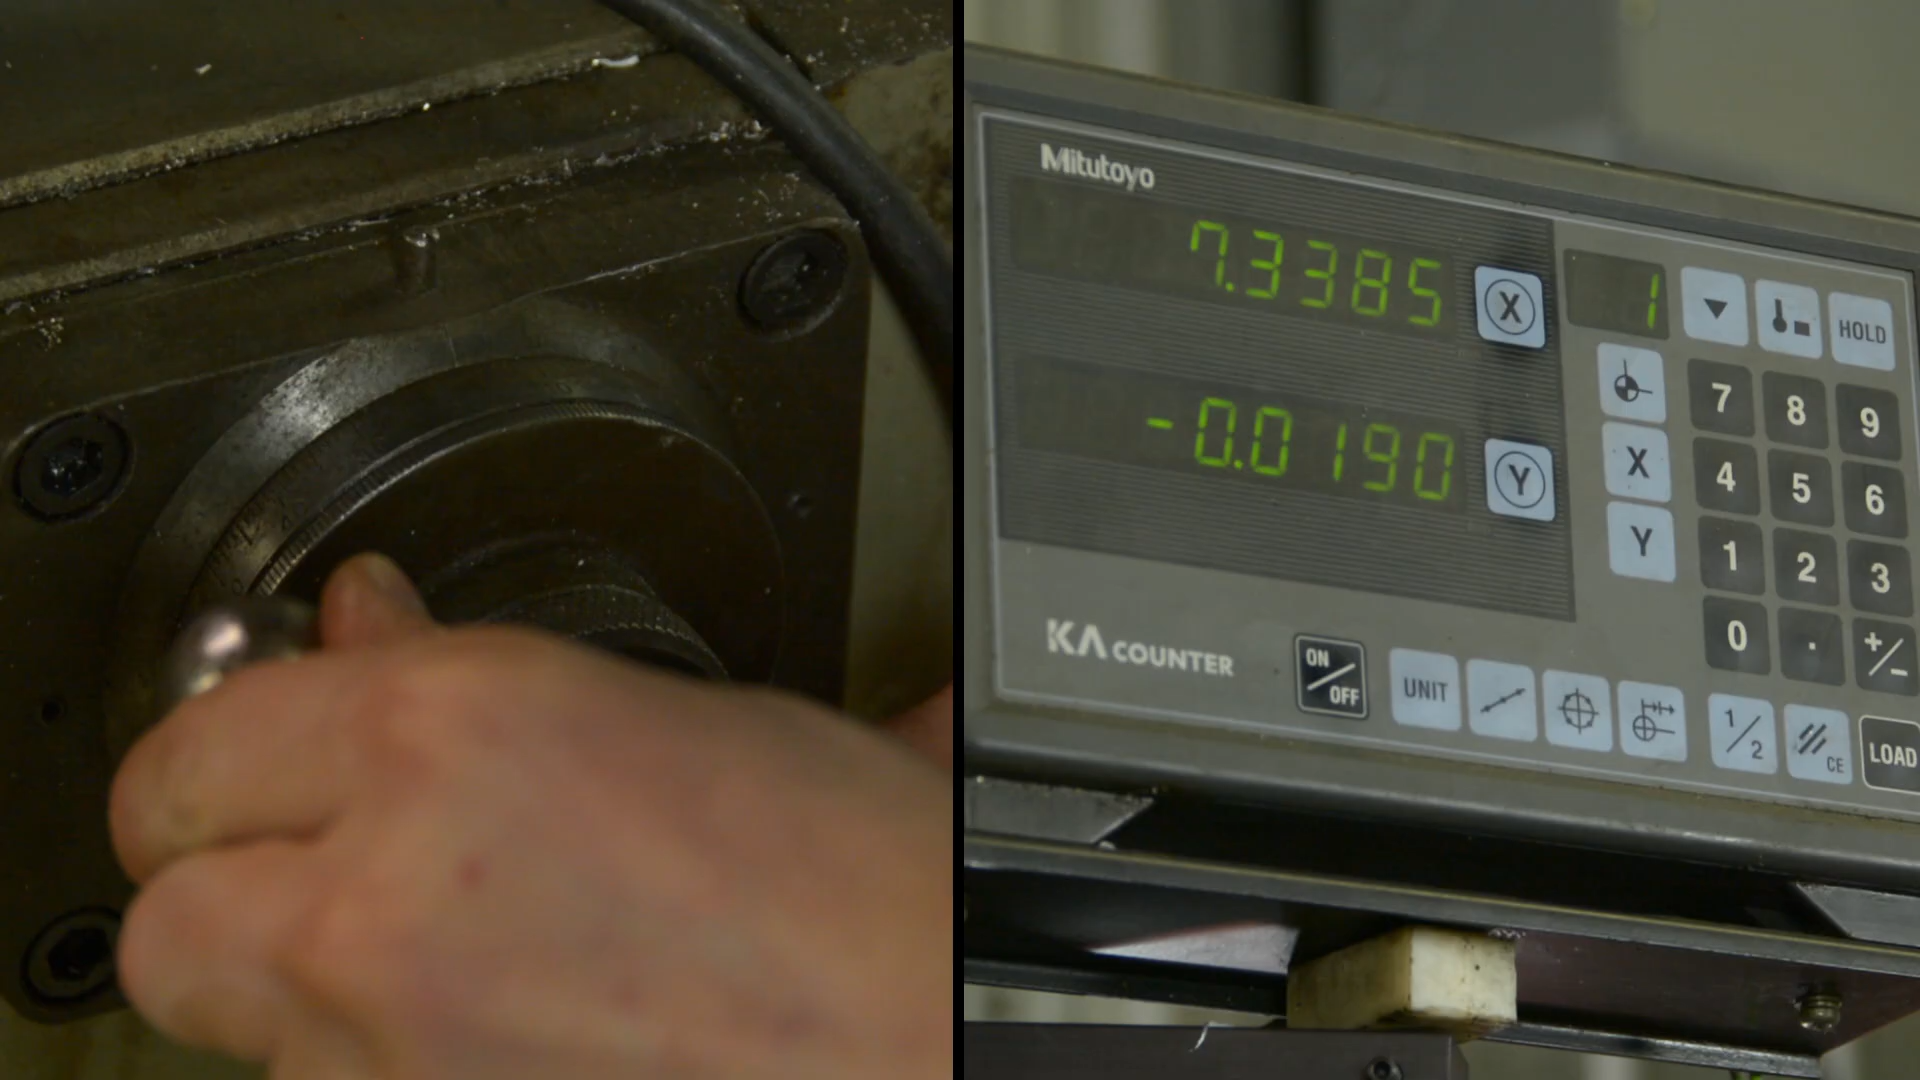 Mitutoyo
7.3385
X
1
HOLD
-0.0190
Y
X
Y
7 8 9
4 5 6
1 2 3
0 . +/-
KA COUNTER
ON/OFF
UNIT
1/2
CE
LOAD